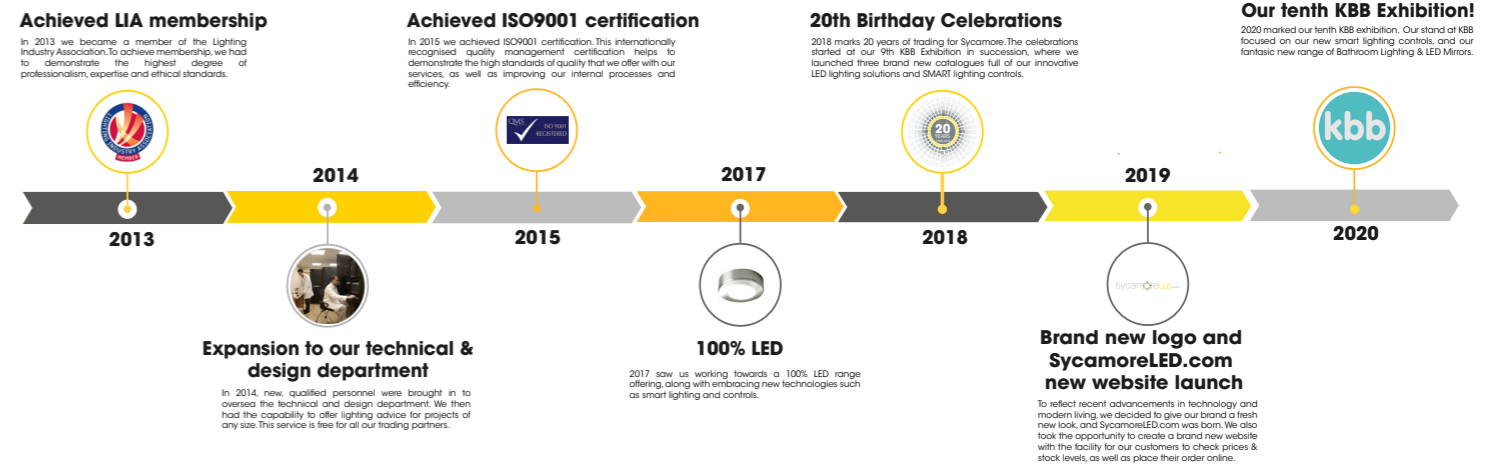 Achieved LIA membership
In 2013 we became a member of the Lighting
Industry Association. To achieve membership, we had
to demonstrate the highest degree of
professionalism, expertise and ethical standards.
LIGHTING INDUSTRY ASSOCIATION
MEMBER
2013
2014
Expansion to our technical &
design department
In 2014, new, qualified personnel were brought in to
oversea the technical and design department. We then
had the capability to offer lighting advice for projects of
any size. This service is free for all our trading partners.
Achieved ISO9001 certification
In 2015 we achieved ISO9001 certification. This internationally
recognised quality management certification helps to
demonstrate the high standards of quality that we offer with our
services, as well as improving our internal processes and
efficiency.
QMS
ISO 9001
REGISTERED
2015
2017
100% LED
2017 saw us working towards a 100% LED range
offering, along with embracing new technologies such
as smart lighting and controls.
20th Birthday Celebrations
2018 marks 20 years of trading for Sycamore. The celebrations
started at our 9th KBB Exhibition in succession, where we
launched three brand new catalogues full of our innovative
LED lighting solutions and SMART lighting controls.
20
YEARS
2018
2019
sycamoreLED.com
Brand new logo and
SycamoreLED.com
new website launch
To reflect recent advancements in technology and
modern living, we decided to give our brand a fresh
new look, and SycamoreLED.com was born. We also
took the opportunity to create a brand new website
with the facility for our customers to check prices &
stock levels, as well as place their order online.
Our tenth KBB Exhibition!
2020 marked our tenth KBB exhibition. Our stand at KBB
focused on our new smart lighting controls, and our
fantasic new range of Bathroom Lighting & LED Mirrors.
kbb
2020